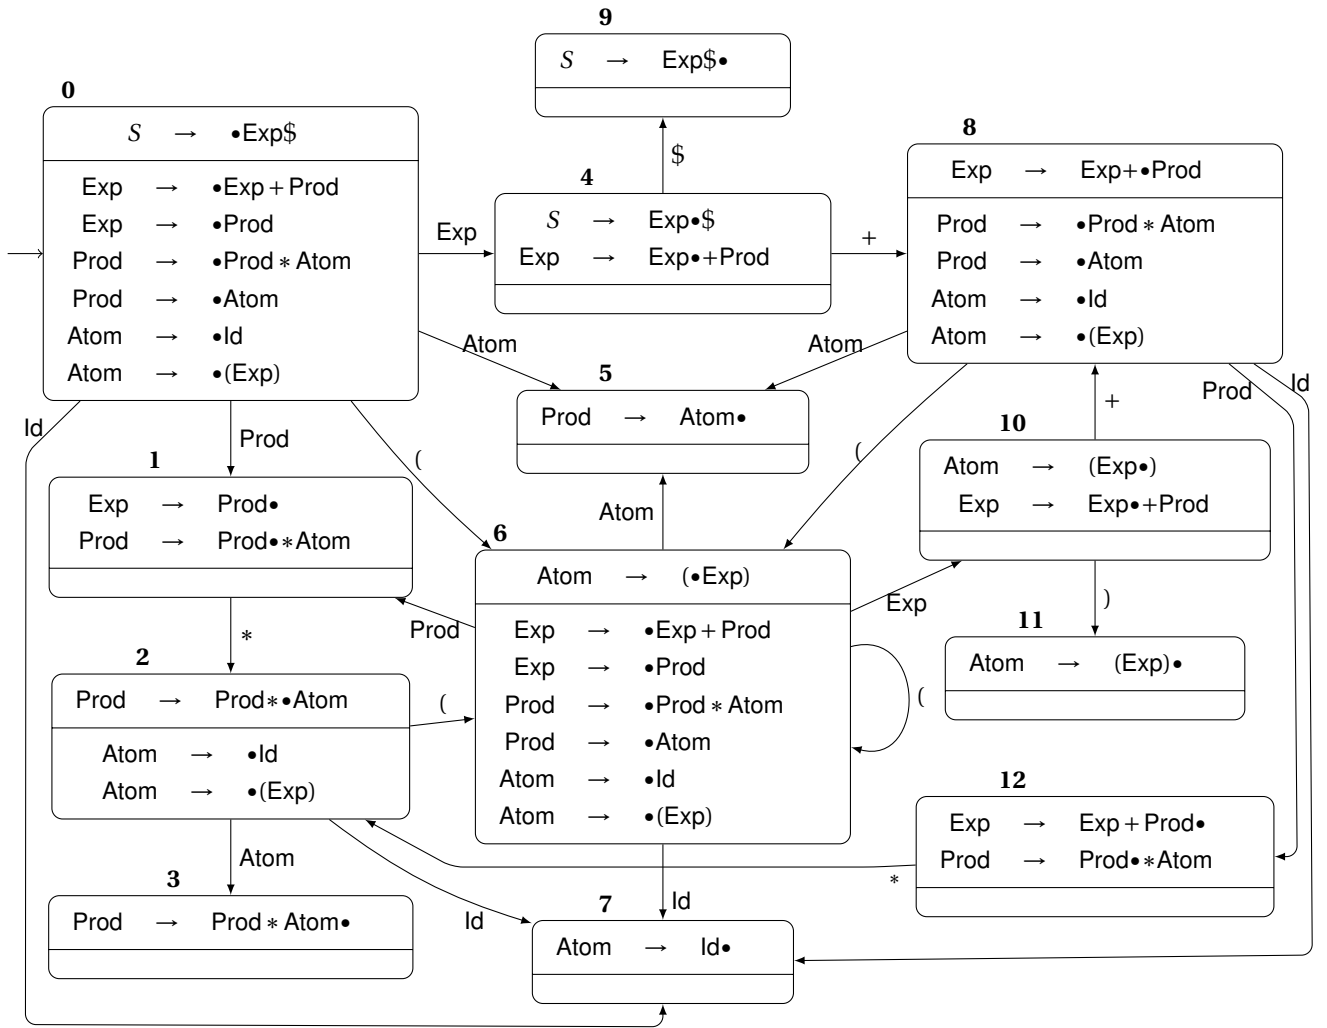 9
S → Exp$•
0
S → •Exp$
Exp → •Exp + Prod
Exp → •Prod
Prod → •Prod * Atom
Prod → •Atom
Atom → •Id
Atom → •(Exp)
$
4
S → Exp•$
Exp → Exp•+Prod
Exp
+
8
Exp → Exp+•Prod
Prod → •Prod * Atom
Prod → •Atom
Atom → •Id
Atom → •(Exp)
Atom
Atom
5
Prod → Atom•
Id
Prod
(
(
+
Prod
Id
1
Exp → Prod•
Prod → Prod•*Atom
10
Atom → (Exp•)
Exp → Exp•+Prod
Atom
6
Atom → (•Exp)
Exp → •Exp + Prod
Exp → •Prod
Prod → •Prod * Atom
Prod → •Atom
Atom → •Id
Atom → •(Exp)
Prod
Exp
)
(
*
11
Atom → (Exp)•
2
Prod → Prod*•Atom
Atom → •Id
Atom → •(Exp)
(
12
Exp → Exp + Prod•
Prod → Prod•*Atom
Atom
*
3
Prod → Prod * Atom•
Id
Id
7
Atom → Id•